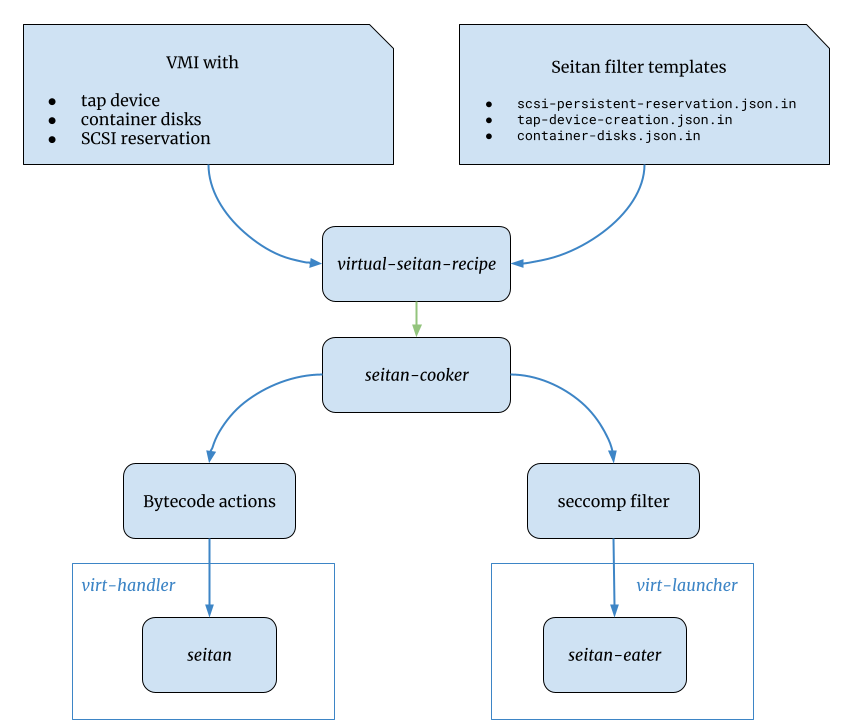 VMI with
● tap device
● container disks
● SCSI reservation
Seitan filter templates
● scsi-persistent-reservation.json.in
● tap-device-creation.json.in
● container-disks.json.in
virtual-seitan-recipe
seitan-cooker
Bytecode actions
seccomp filter
virt-handler
virt-launcher
seitan
seitan-eater